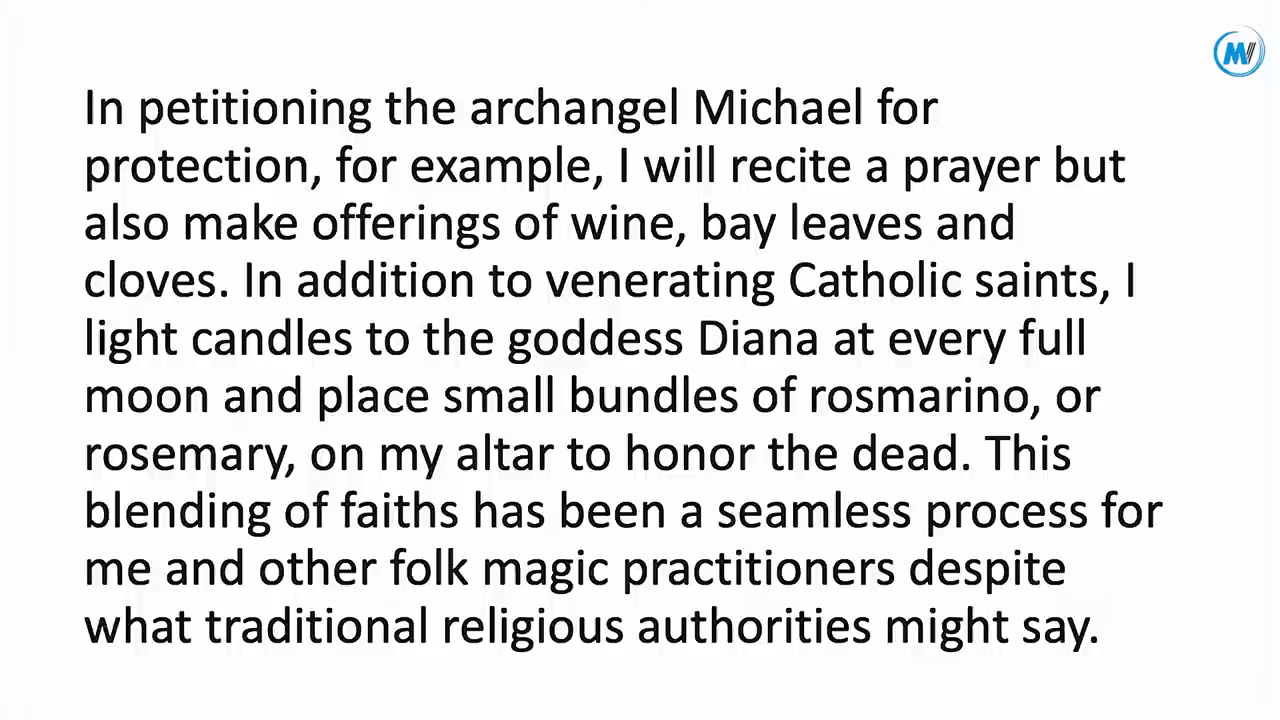 In petitioning the archangel Michael for
protection, for example, I will recite a prayer but
also make offerings of wine, bay leaves and
cloves. In addition to venerating Catholic saints, I
light candles to the goddess Diana at every full
moon and place small bundles of rosmarino, or
rosemary, on my altar to honor the dead. This
blending of faiths has been a seamless process for
me and other folk magic practitioners despite
what traditional religious authorities might say.